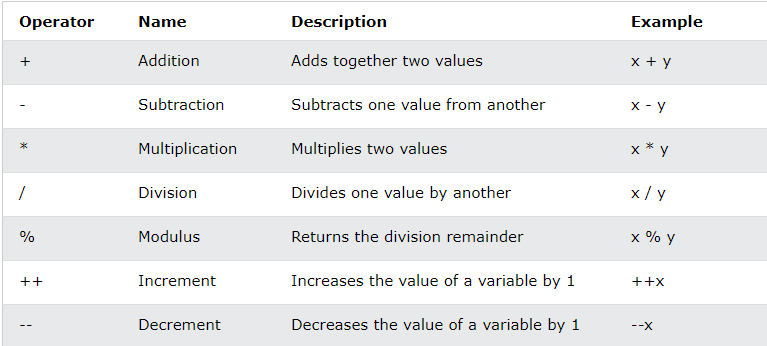 Operator Name Description Example
+ Addition Adds together two values x + y
- Subtraction Subtracts one value from another x - y
* Multiplication Multiplies two values x * y
/ Division Divides one value by another x / y
% Modulus Returns the division remainder x % y
++ Increment Increases the value of a variable by 1 ++x
-- Decrement Decreases the value of a variable by 1 --x